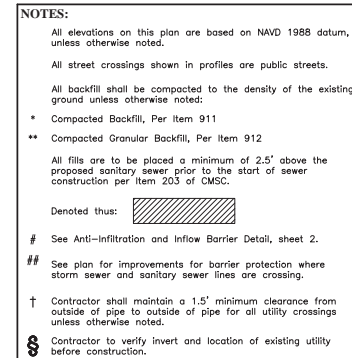 NOTES:
All elevations on this plan are based on NAVD 1988 datum,
unless otherwise noted.
All street crossings shown in profiles are public streets.
All backfill shall be compacted to the density of the existing
ground unless otherwise noted:
* Compacted Backfill, Per Item 911
** Compacted Granular Backfill, Per Item 912
All fills are to be placed a minimum of 2.5' above the
proposed sanitary sewer prior to the start of sewer
construction per Item 203 of CMSC.
Denoted thus:
# See Anti-Infiltration and Inflow Barrier Detail, sheet 2.
## See plan for improvements for barrier protection where
storm sewer and sanitary sewer lines are crossing.
† Contractor shall maintain a 1.5' minimum clearance from
outside of pipe to outside of pipe for all utility crossings
unless otherwise noted.
§ Contractor to verify invert and location of existing utility
before construction.